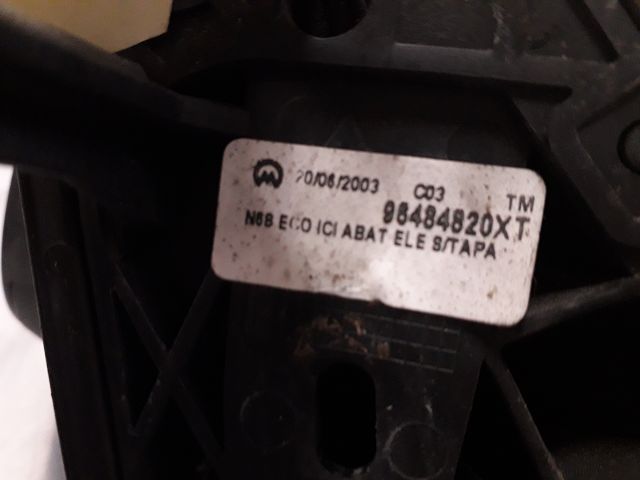 20/06/2003 C03 TM
96484820XT
N68 ECO ICI ABAT ELE S/TAPA